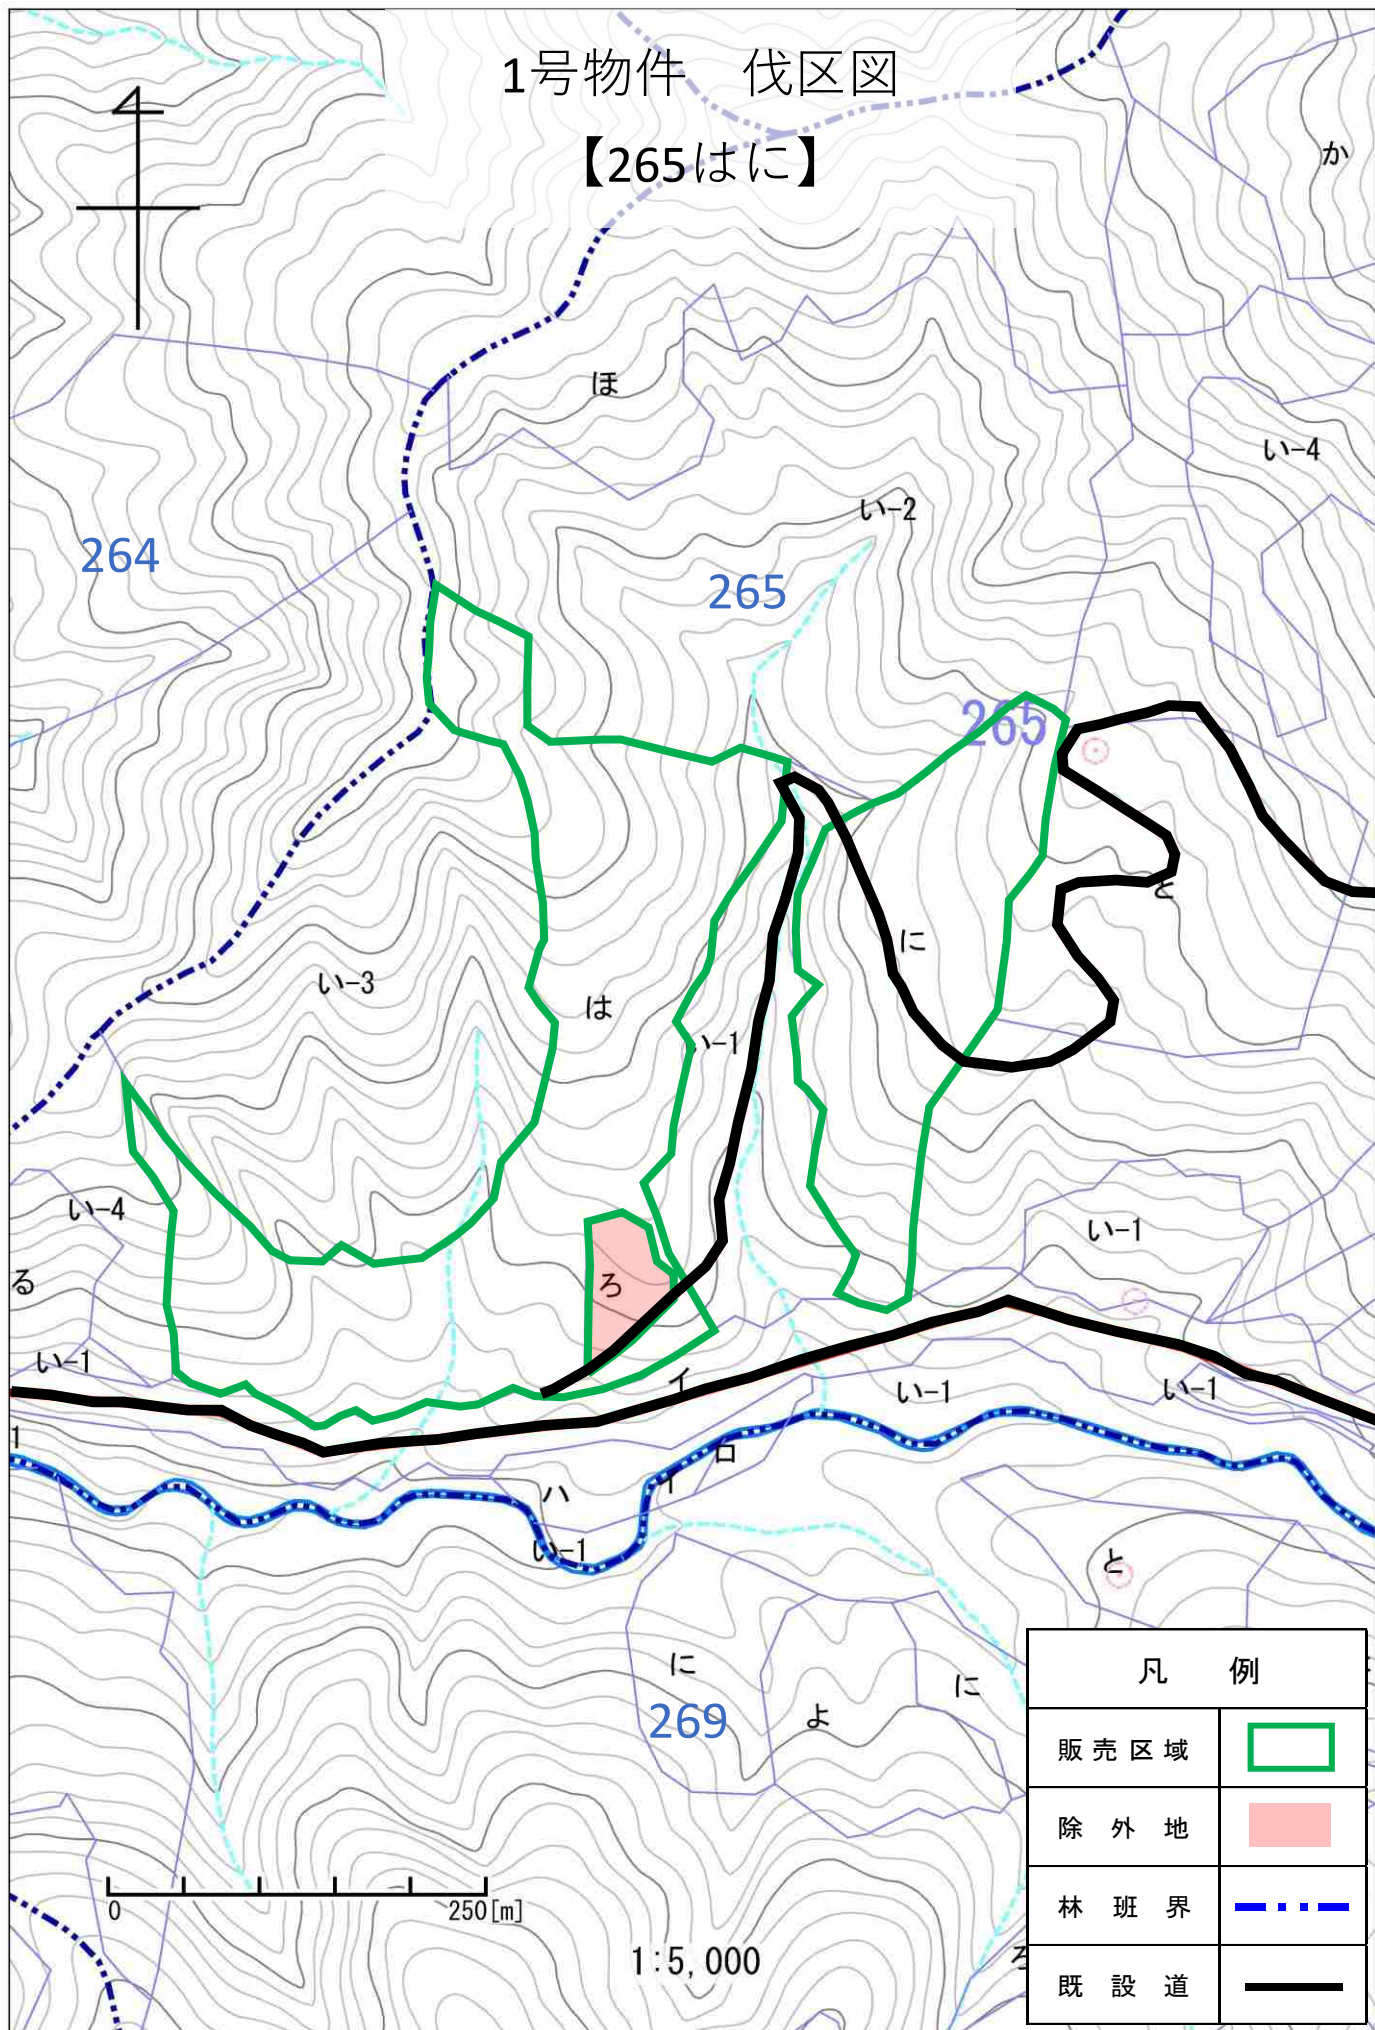 1号物件　伐区図
【265はに】
か
ほ
い-4
い-2
264
265
265
と
に
い-3
は
い-1
い-4
い-1
る
ろ
い-1
イ
い-1
い-1
1
ロ
イ
ハ
い-1
と
に
に
269
よ
凡　例
販売区域
除外地
林班界
既設道
0
250[m]
1:5,000
ろ